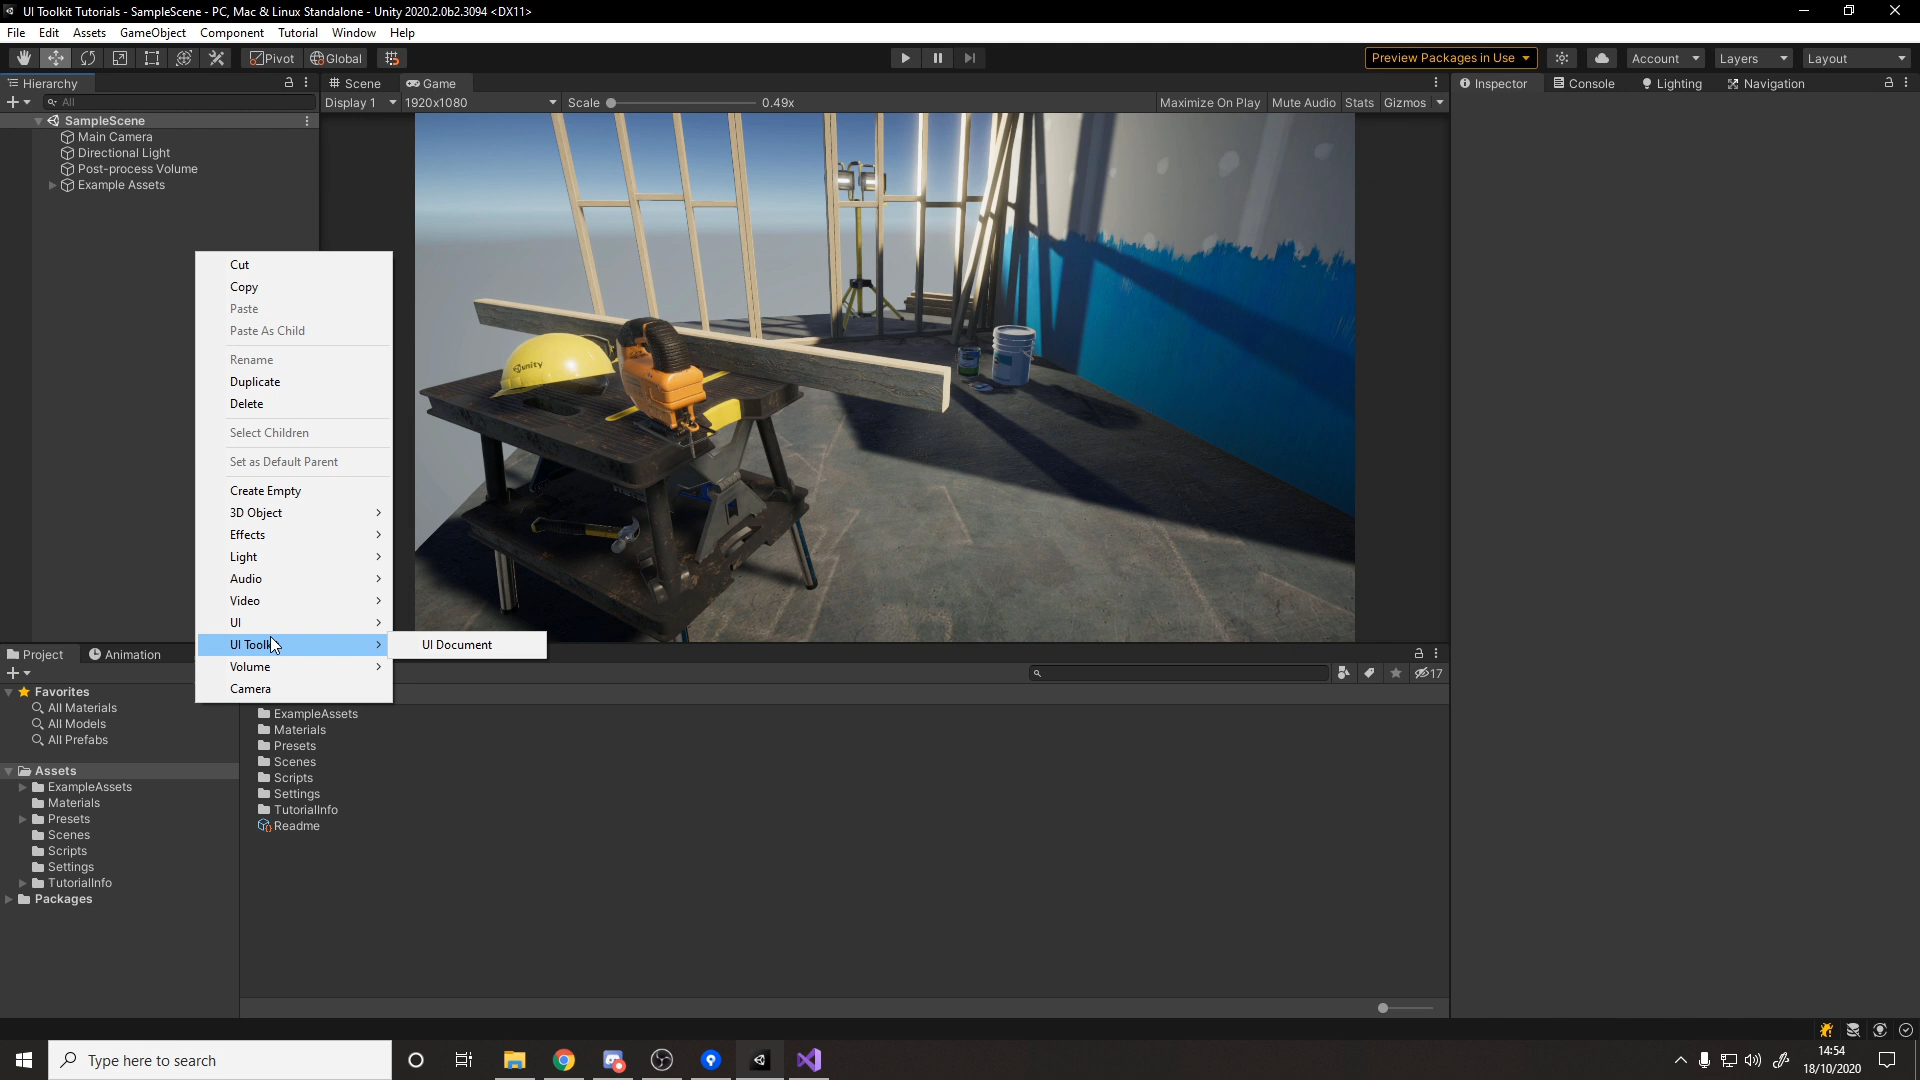 UI Toolkit Tutorials - SampleScene - PC, Mac & Linux Standalone - Unity 2020.2.0b2.3094 <DX11>
File Edit Assets GameObject Component Tutorial Window Help
Pivot Global Preview Packages in Use Account Layers Layout
Hierarchy
All
SampleScene
Main Camera
Directional Light
Post-process Volume
Example Assets
Scene Game
Display 1 1920x1080 Scale 0.49x Maximize On Play Mute Audio Stats Gizmos
Inspector Console Lighting Navigation
unity
Cut
Copy
Paste
Paste As Child
Rename
Duplicate
Delete
Select Children
Set as Default Parent
Create Empty
3D Object
Effects
Light
Audio
Video
UI
UI Toolk
UI Document
Volume
Camera
Project Animation
17
Favorites
All Materials
All Models
All Prefabs
Assets
ExampleAssets
Materials
Presets
Scenes
Scripts
Settings
TutorialInfo
Packages
ExampleAssets
Materials
Presets
Scenes
Scripts
Settings
TutorialInfo
Readme
Type here to search
14:54
18/10/2020